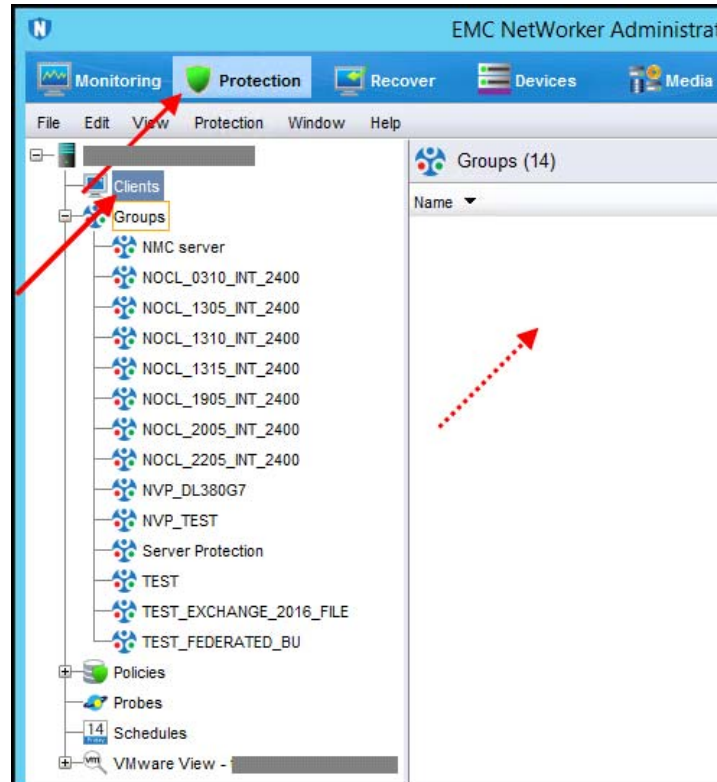 EMC NetWorker Administrat
Monitoring Protection Recover Devices Media
File Edit View Protection Window Help
Clients
Groups
NMC server
NOCL_0310_INT_2400
NOCL_1305_INT_2400
NOCL_1310_INT_2400
NOCL_1315_INT_2400
NOCL_1905_INT_2400
NOCL_2005_INT_2400
NOCL_2205_INT_2400
NVP_DL380G7
NVP_TEST
Server Protection
TEST
TEST_EXCHANGE_2016_FILE
TEST_FEDERATED_BU
Policies
Probes
14 Schedules
vm VMware View -
Groups (14)
Name